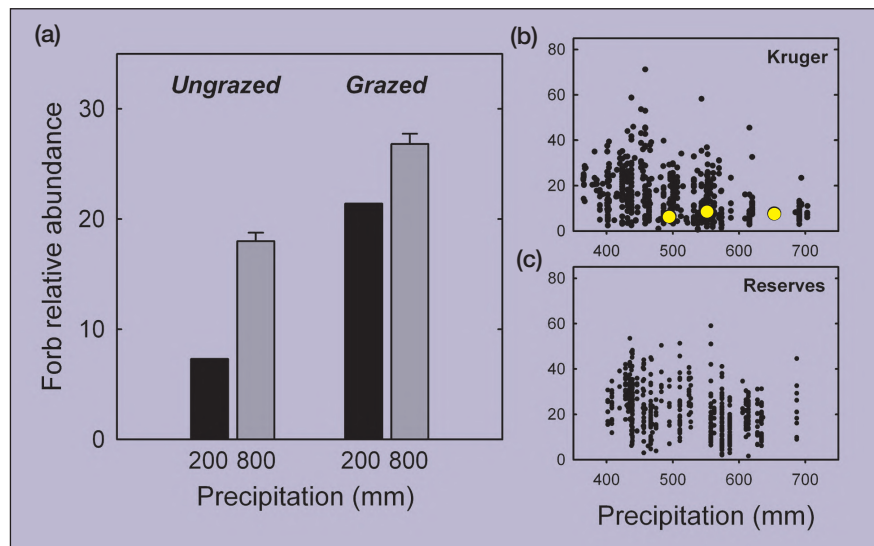 (a)
Forb relative abundance
30
20
10
0
Ungrazed Grazed
200 800 200 800
Precipitation (mm)
(b)
Kruger
80
60
40
20
0
400 500 600 700
(c)
Reserves
80
60
40
20
0
400 500 600 700
Precipitation (mm)